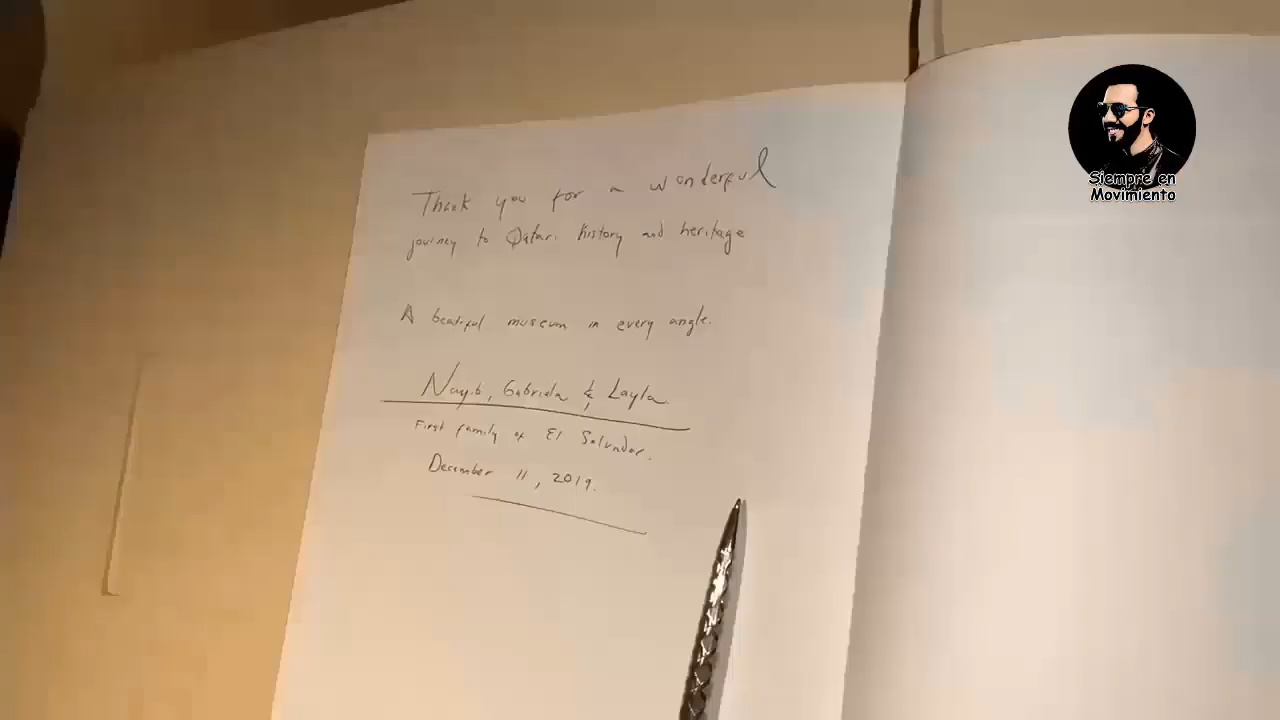 Thank you for a wonderful
journey to Qatari history and heritage
A beatiful museum in every angle.
Nayib, Gabriela & Layla.
First family of El Salvador.
December 11, 2019.
Siempre en
Movimiento